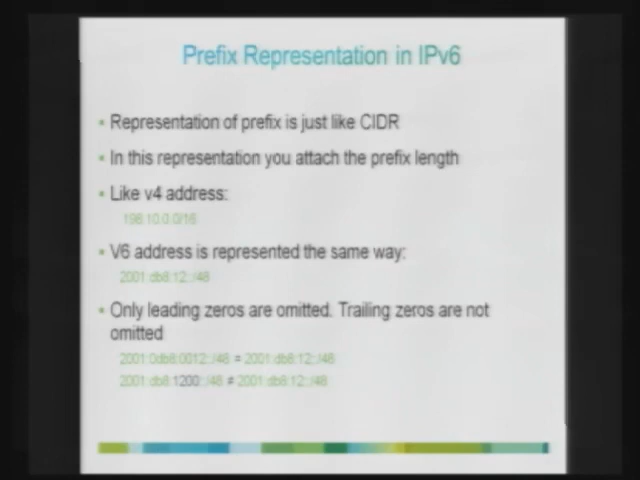 Prefix Representation in IPv6
Representation of prefix is just like CIDR
In this representation you attach the prefix length
Like v4 address:
198.10.0.0/16
V6 address is represented the same way:
2001:db8:12::/48
Only leading zeros are omitted. Trailing zeros are not
omitted
2001:0db8:0012::/48 = 2001:db8:12::/48
2001:db8:1200::/48 ≠ 2001:db8:12::/48